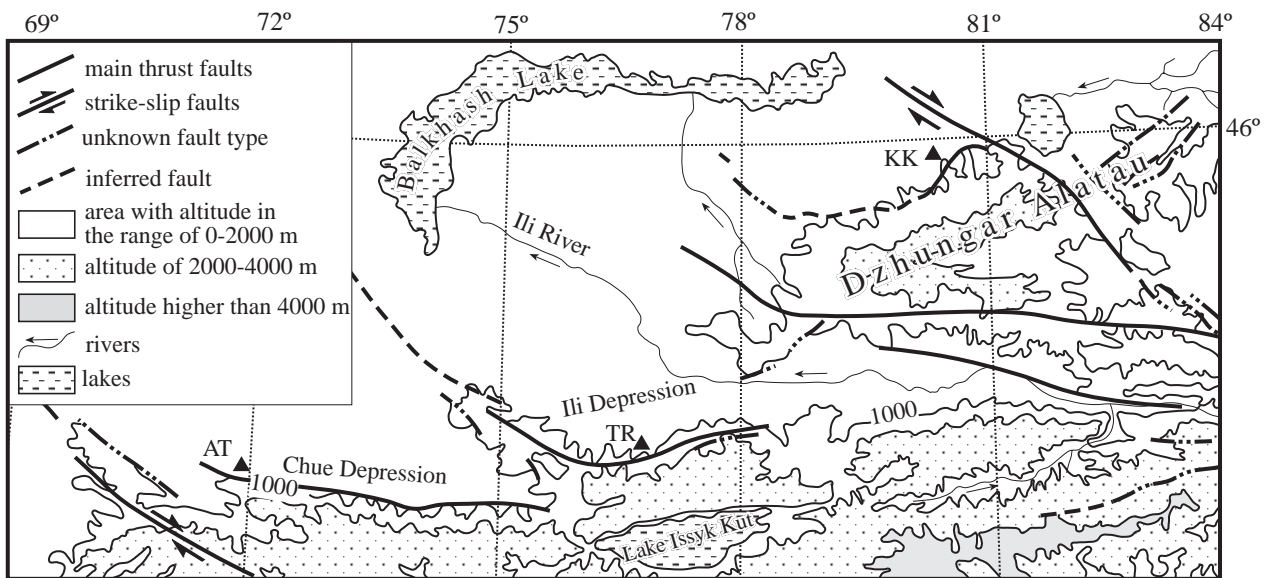 69º 72º 75º 78º 81º 84º
main thrust faults
strike-slip faults
unknown fault type
inferred fault
area with altitude in
the range of 0-2000 m
altitude of 2000-4000 m
altitude higher than 4000 m
rivers
lakes
Balkhash Lake
46º
KK
Dzhungar Alatau
Ili River
Ili Depression
1000
TR
AT
Chue Depression
1000
Lake Issyk Kut